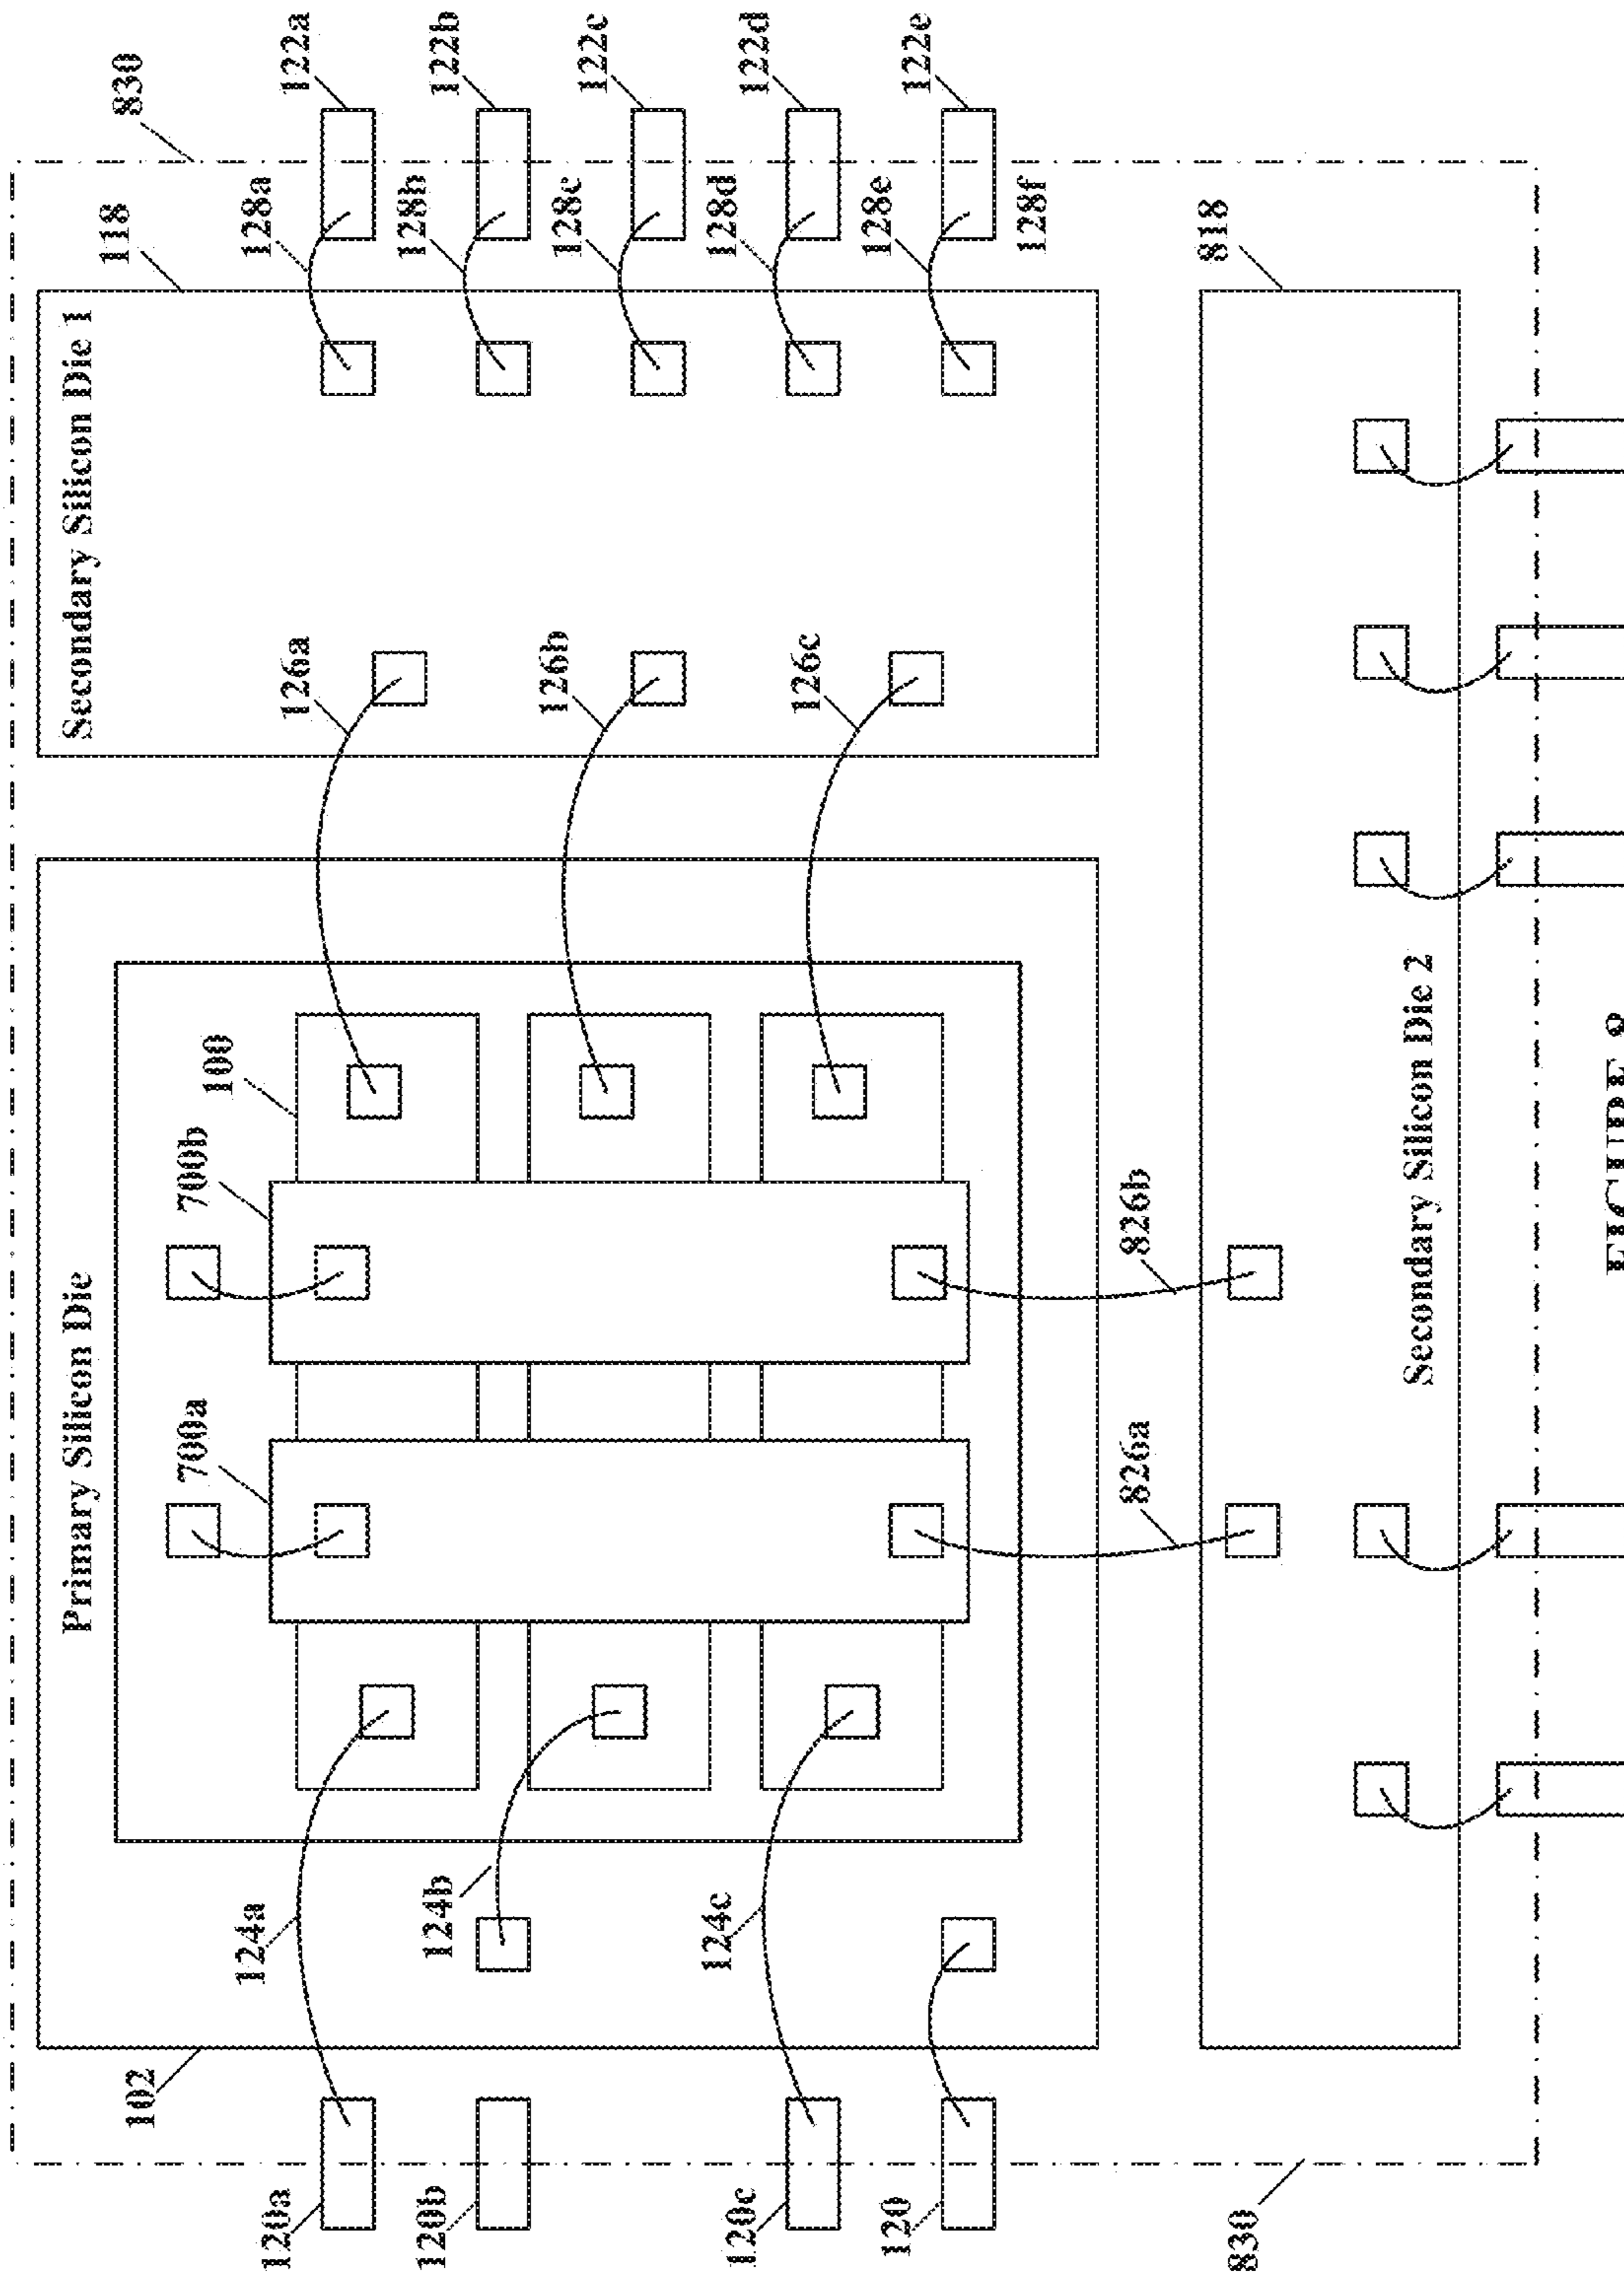 Primary Silicon Die
Secondary Silicon Die 1
102
118
830
700a
700b
100
120a
124a
126a
128a
122a
120b
124b
126b
128b
122b
128c
122c
120c
124c
126c
128d
122d
120
128e
122e
128f
826a
826b
830
818
Secondary Silicon Die 2
FIGURE 8